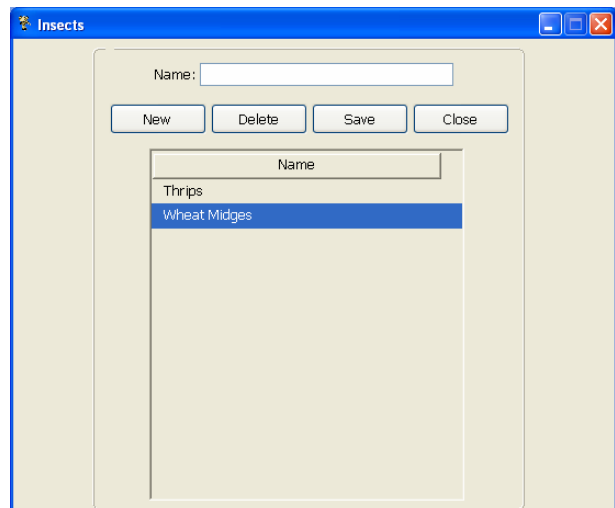 Insects
Name:
New Delete Save Close
Name
Thrips
Wheat Midges